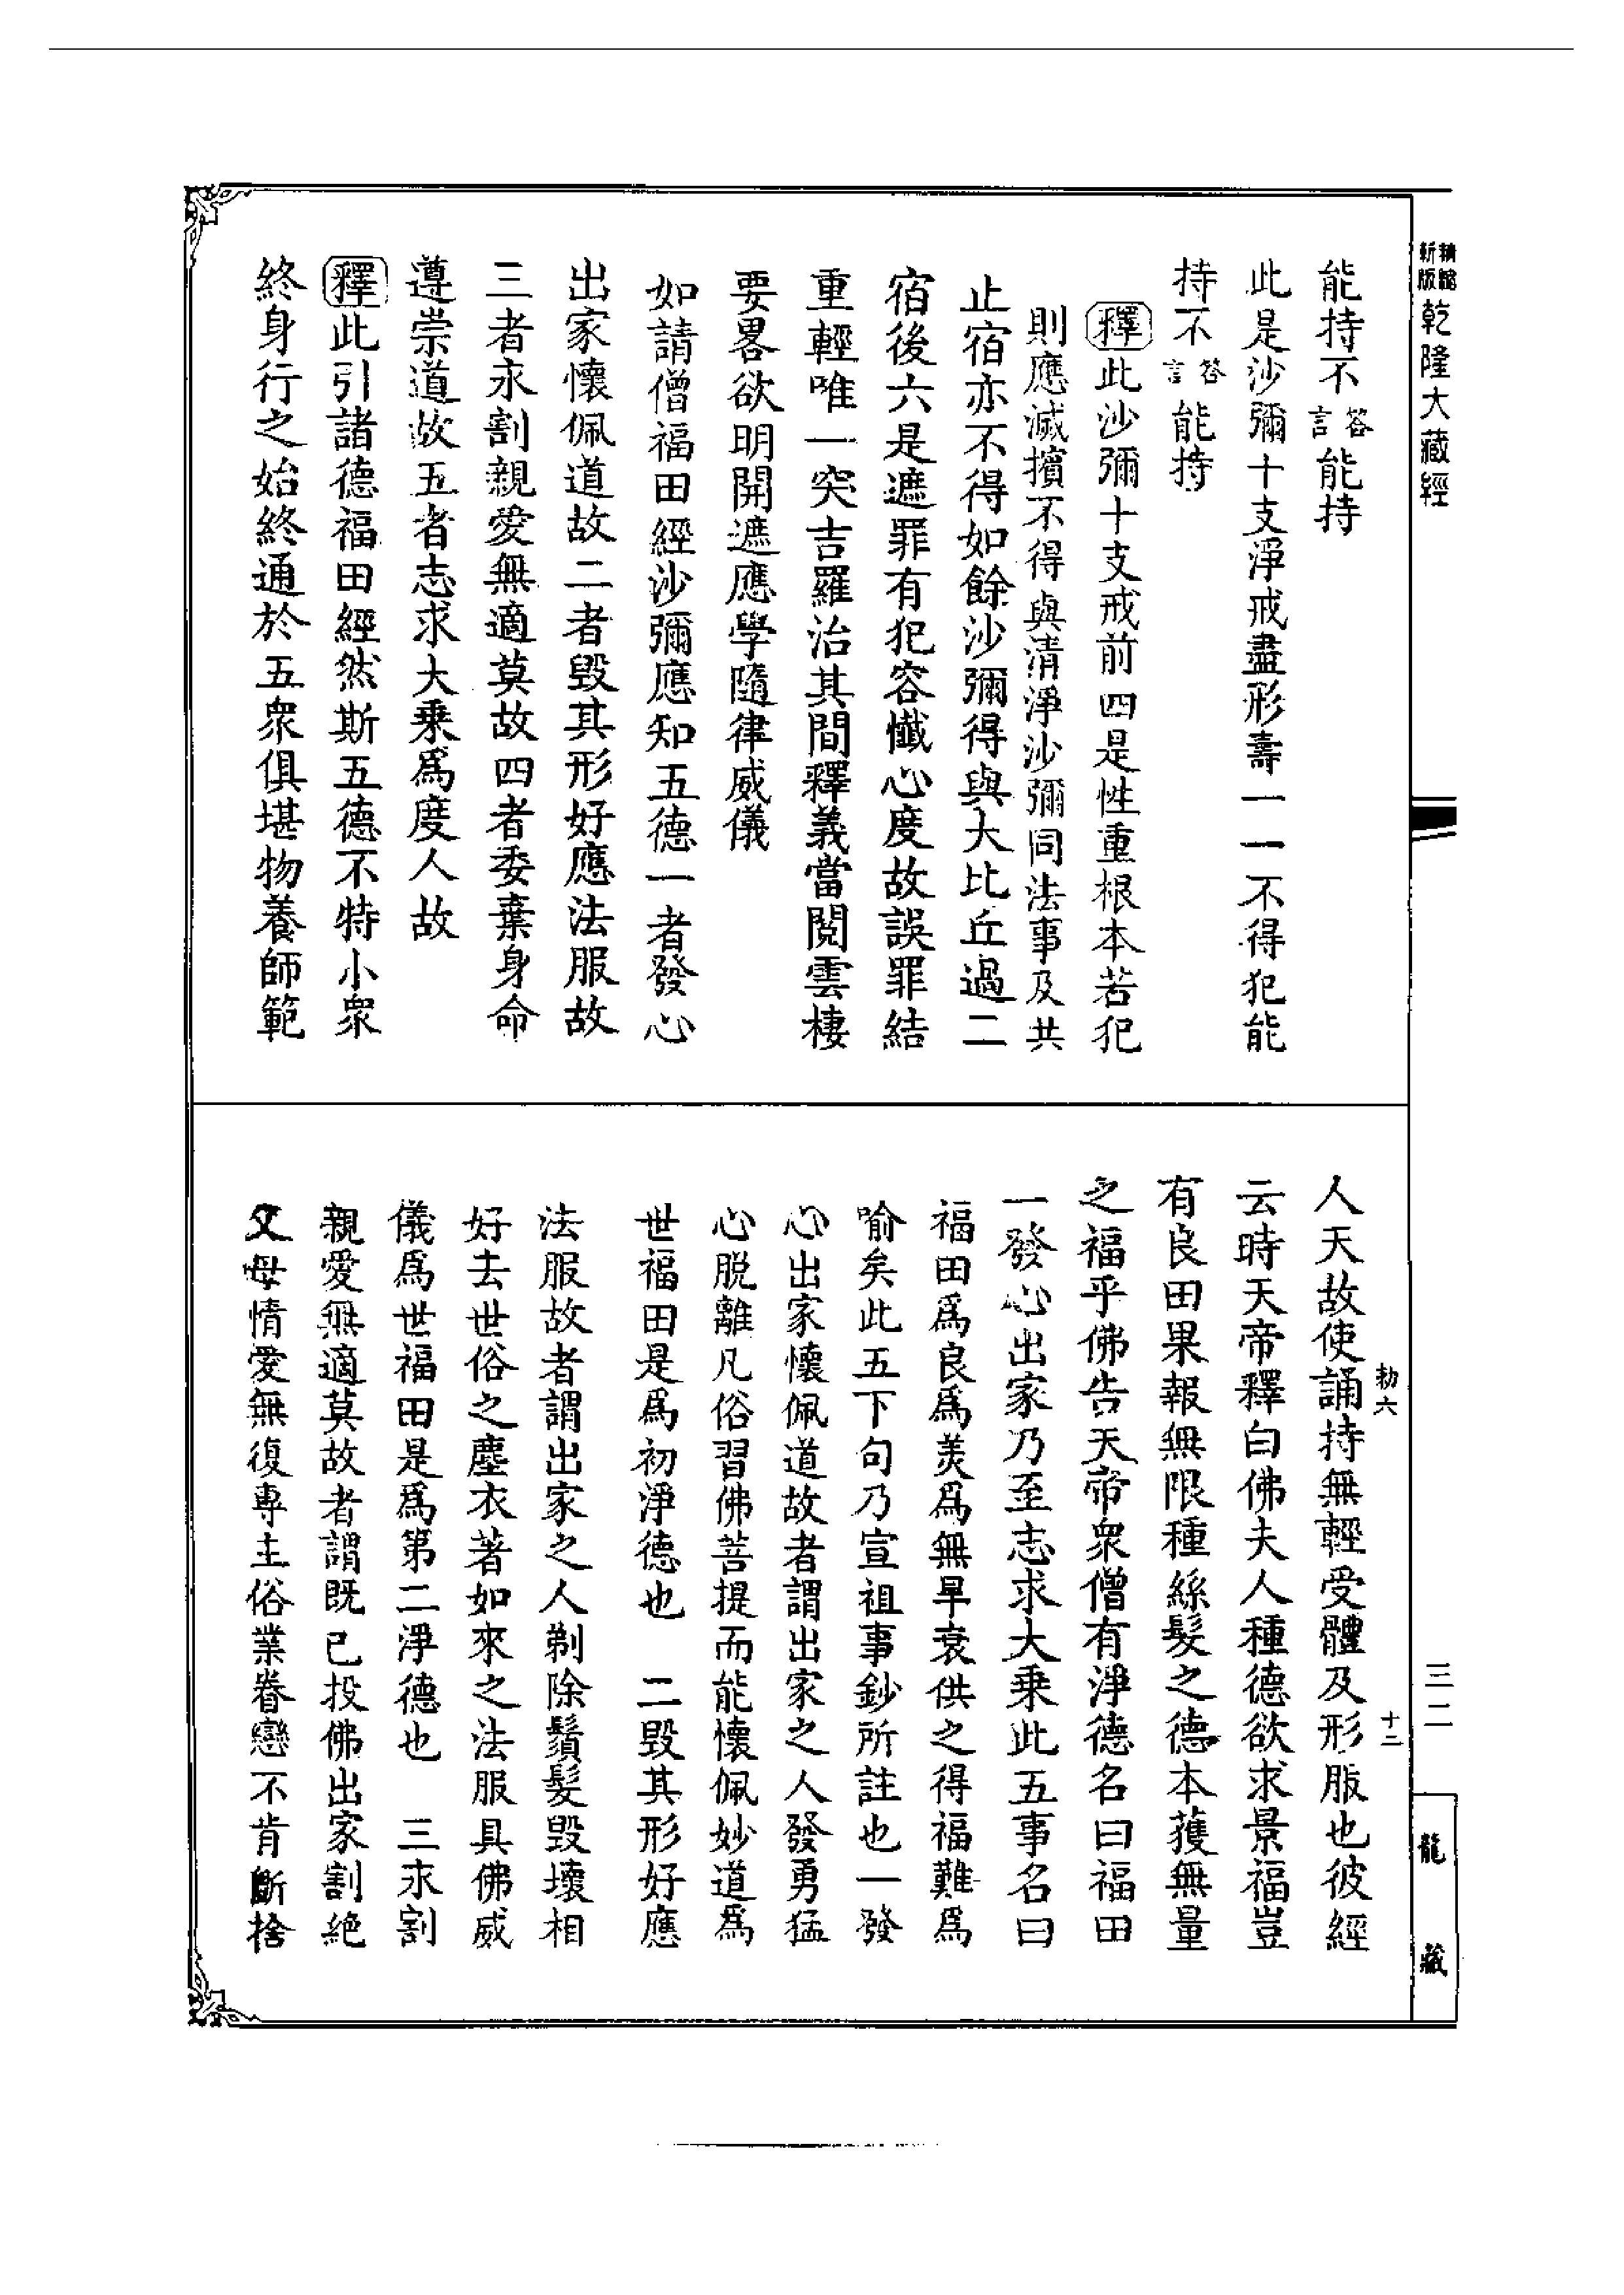 新版精縮乾隆大藏經
能持不答言能持
此是沙彌十支淨戒盡形壽一一不得犯能
持不答言能持
釋此沙彌十支戒前四是性重根本若犯
則應滅擯不得與清淨沙彌同法事及共
止宿亦不得如餘沙彌得與大比丘過二
宿後六是遮罪有犯容懺心度故誤罪結
重輕唯一突吉羅治其間釋義當閱雲棲
要畧欲明開遮應學隨律威儀
如請僧福田經沙彌應知五德一者發心
出家懷佩道故二者毀其形好應法服故
三者永割親愛無適莫故四者委棄身命
遵崇道故五者志求大乗爲度人故
釋此引諸德福田經然斯五德不特小衆
終身行之始終通於五衆俱堪物養師範
勑六
十二
三二
龍藏
人天故使誦持無輕受體及形服也彼經
云時天帝釋白佛夫人種德欲求景福豈
有良田果報無限種絲髮之德本獲無量
之福乎佛告天帝衆僧有淨德名曰福田
一發心出家乃至志求大乗此五事名曰
福田爲良爲美爲無早衰供之得福難爲
喻矣此五下句乃宣祖事鈔所註也一發
心出家懷佩道故者謂出家之人發勇猛
心脱離凡俗習佛菩提而能懷佩妙道爲
世福田是爲初淨德也 二毀其形好應
法服故者謂出家之人剃除鬚髮毀壞相
好去世俗之塵衣著如來之法服具佛威
儀爲世福田是爲第二淨德也 三永割
親愛無適莫故者謂既已投佛出家割絕
父母情愛無復專主俗業眷戀不肯斷捨